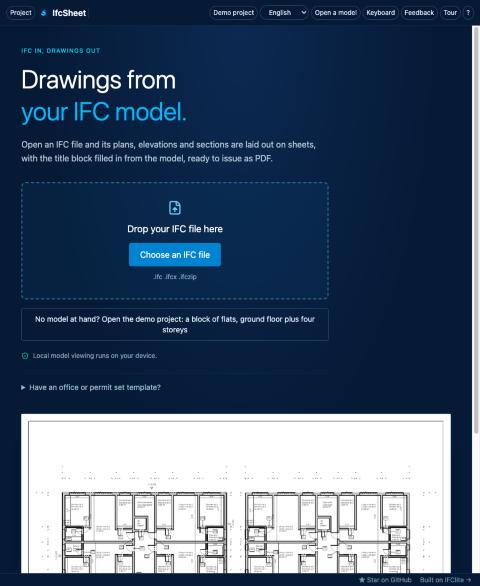 Project IfcSheet Demo project English Open a model Keyboard Feedback Tour ?
IFC IN, DRAWINGS OUT
Drawings from
your IFC model.
Open an IFC file and its plans, elevations and sections are laid out on sheets,
with the title block filled in from the model, ready to issue as PDF.
Drop your IFC file here
Choose an IFC file
.ifc .ifcx .ifczip
No model at hand? Open the demo project: a block of flats, ground floor plus four
storeys
Local model viewing runs on your device.
▶ Have an office or permit set template?
★ Star on GitHub Built on IFClite →